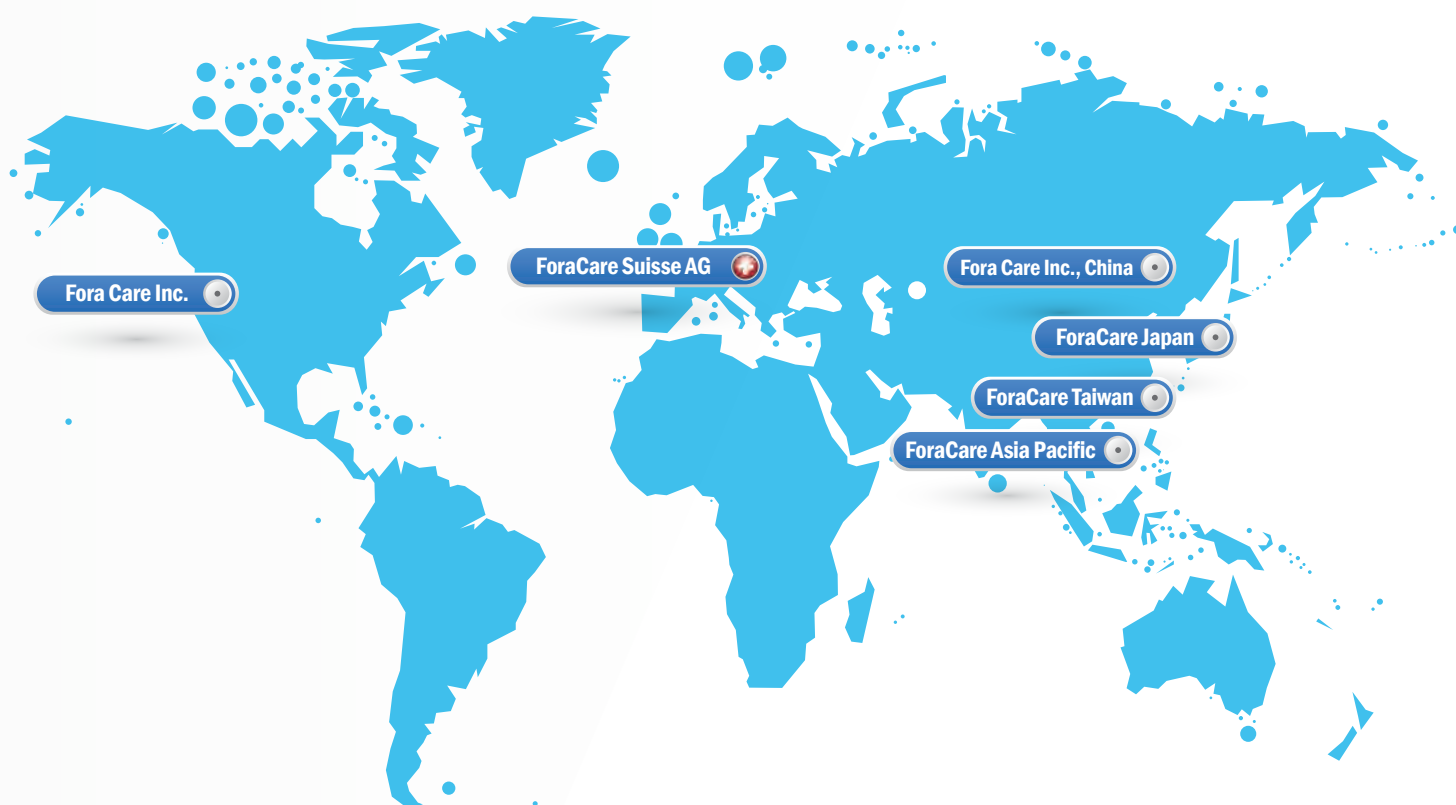 ForaCare Suisse AG
Fora Care Inc., China
Fora Care Inc.
ForaCare Japan
ForaCare Taiwan
ForaCare Asia Pacific